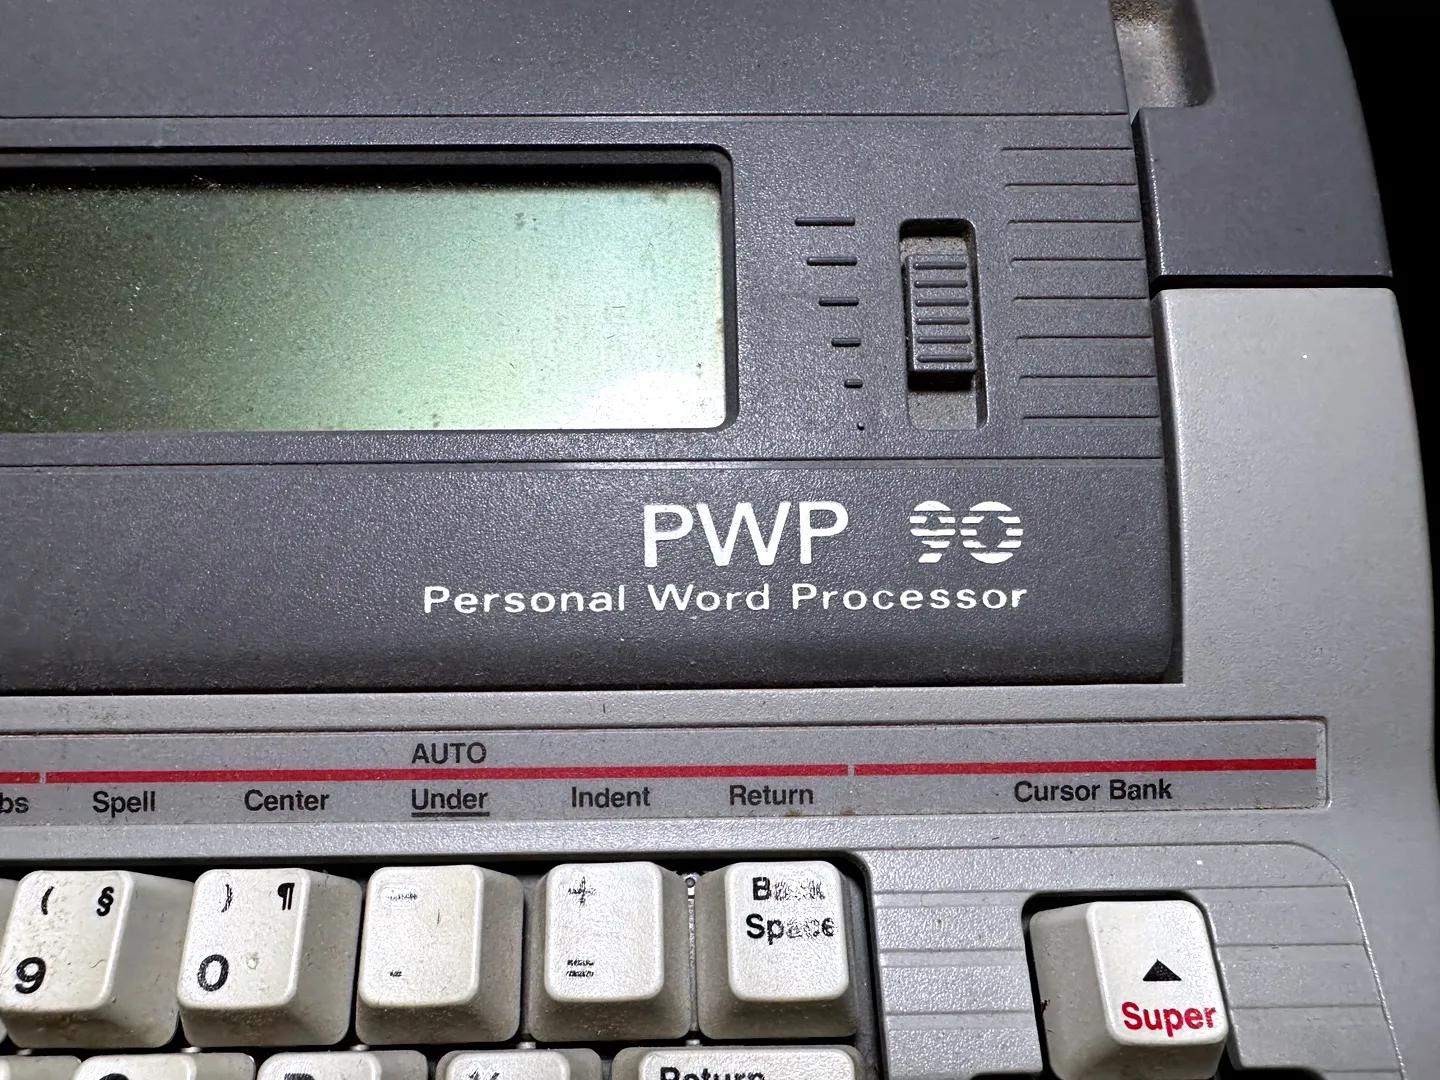 PWP 90
Personal Word Processor
AUTO
bs Spell Center Under Indent Return Cursor Bank
( § ) ¶ — + Back
9 0 - = Space
▲
Super
Return